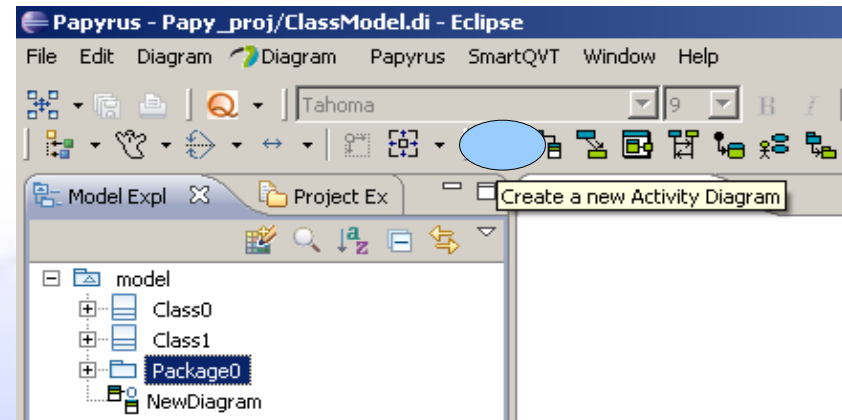 Papyrus - Papy_proj/ClassModel.di - Eclipse
File Edit Diagram Diagram Papyrus SmartQVT Window Help
Tahoma 9 B I
Model Expl Project Ex
Create a new Activity Diagram
model
Class0
Class1
Package0
NewDiagram